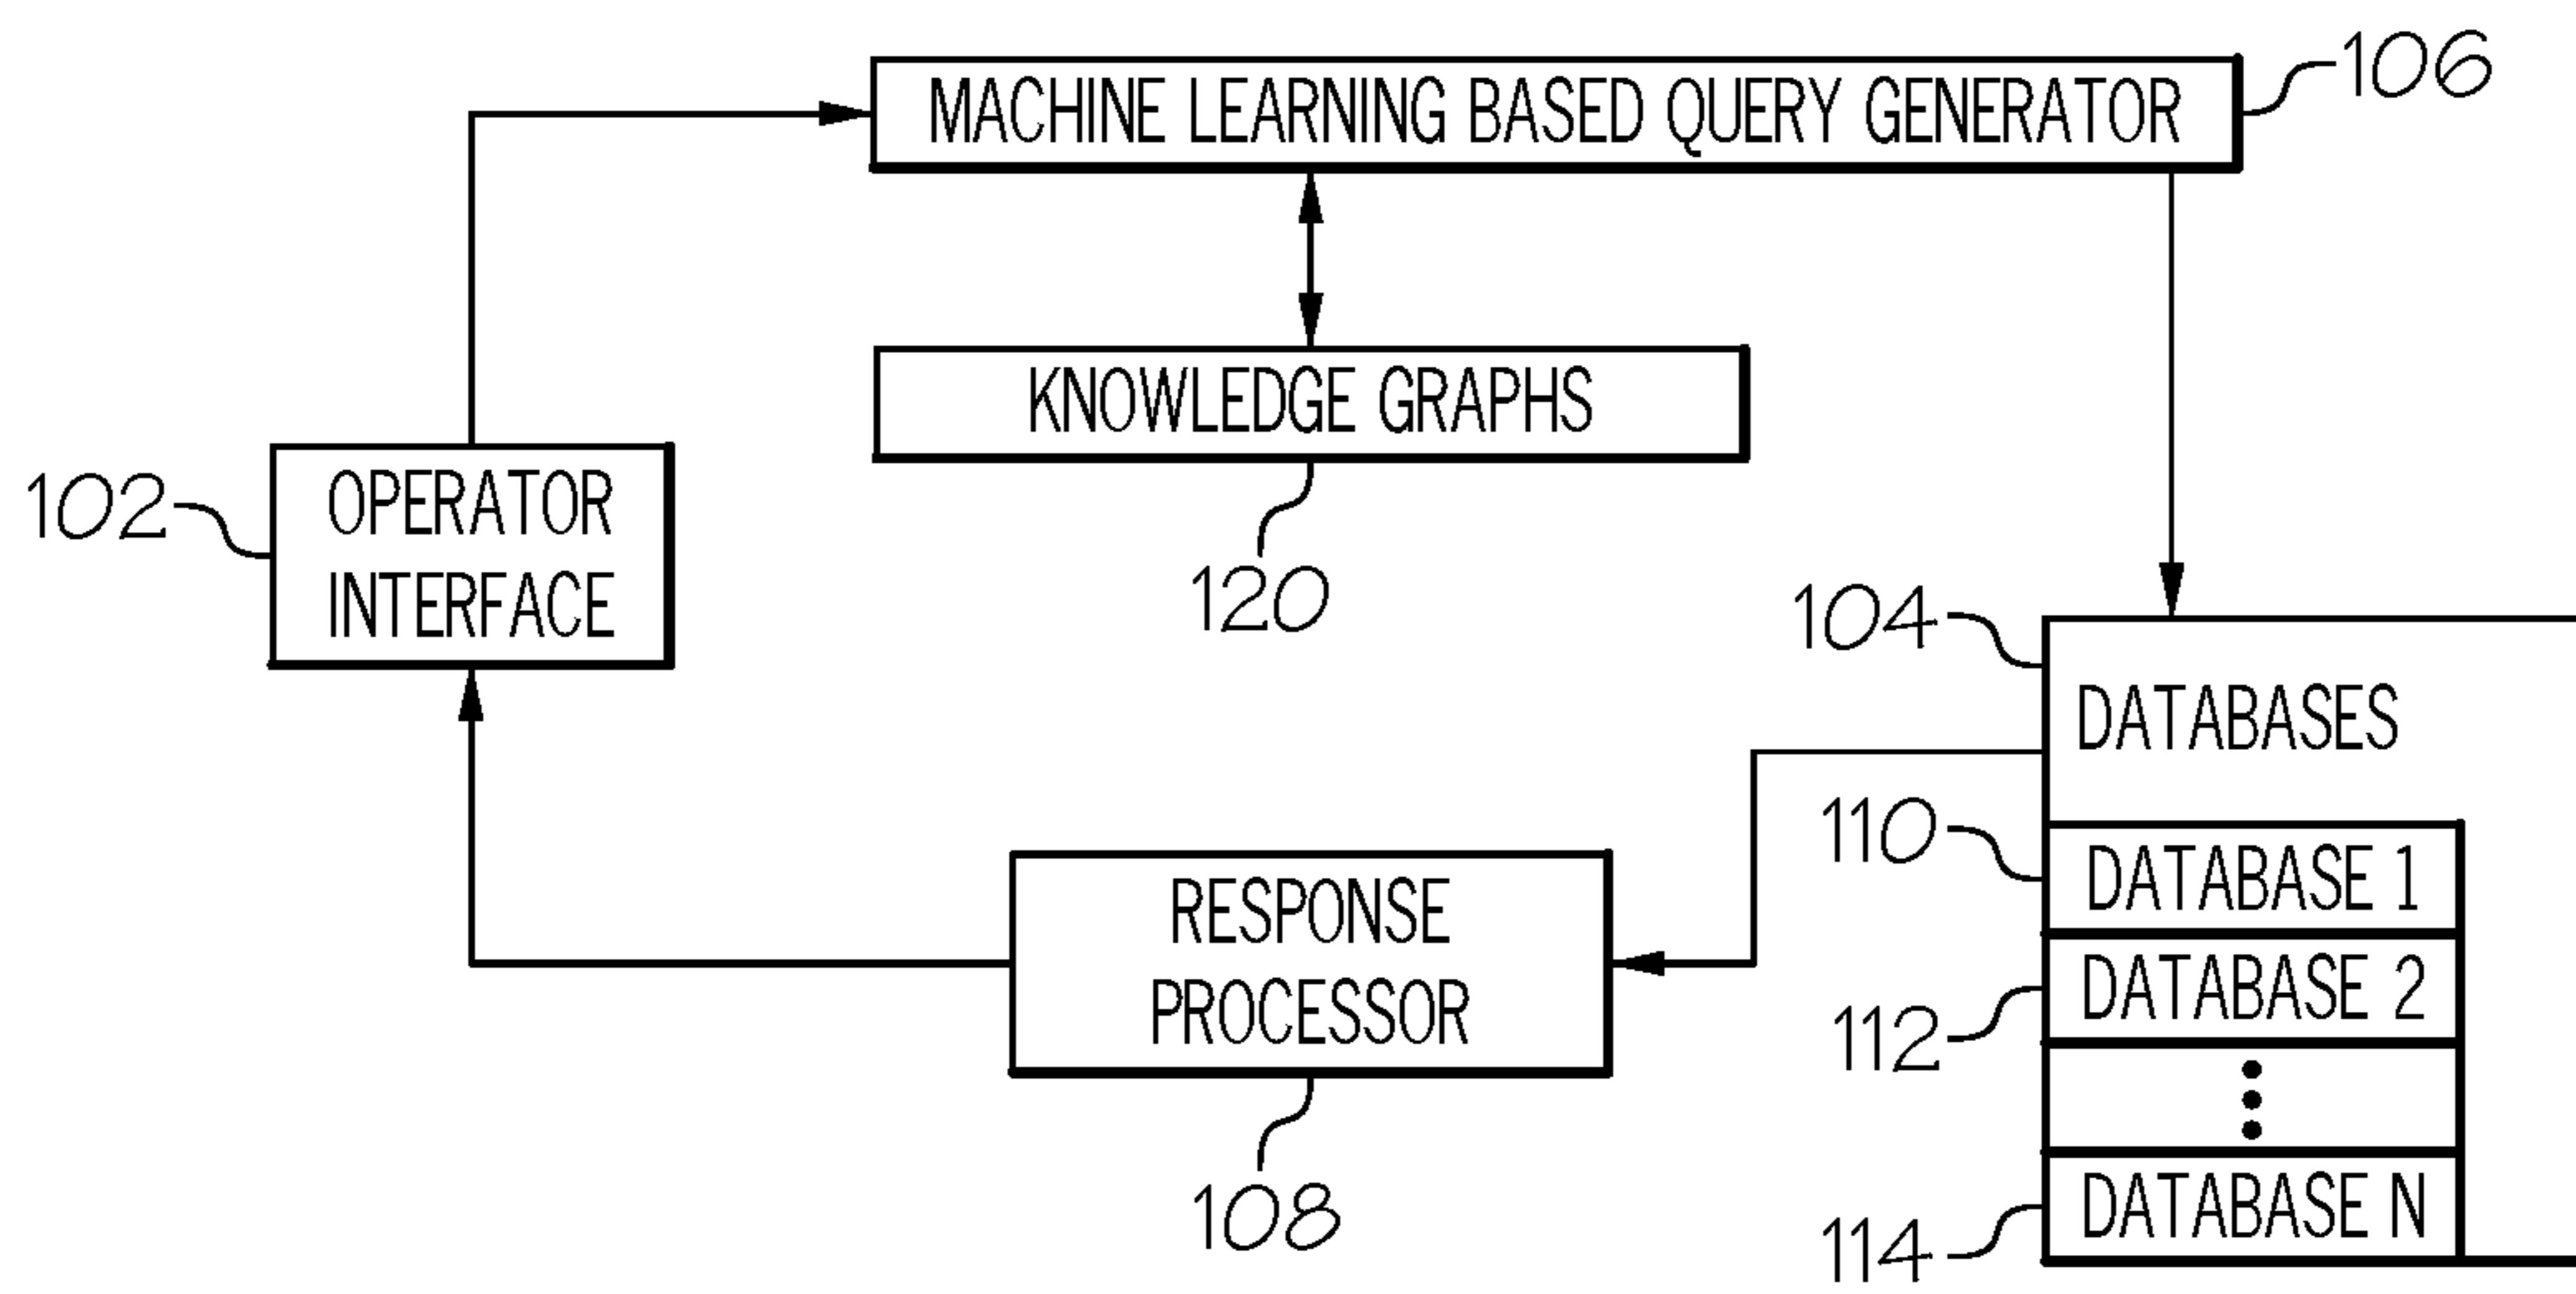 MACHINE LEARNING BASED QUERY GENERATOR
106
KNOWLEDGE GRAPHS
120
102
OPERATOR
INTERFACE
104
DATABASES
110
DATABASE 1
112
DATABASE 2
114
DATABASE N
RESPONSE
PROCESSOR
108